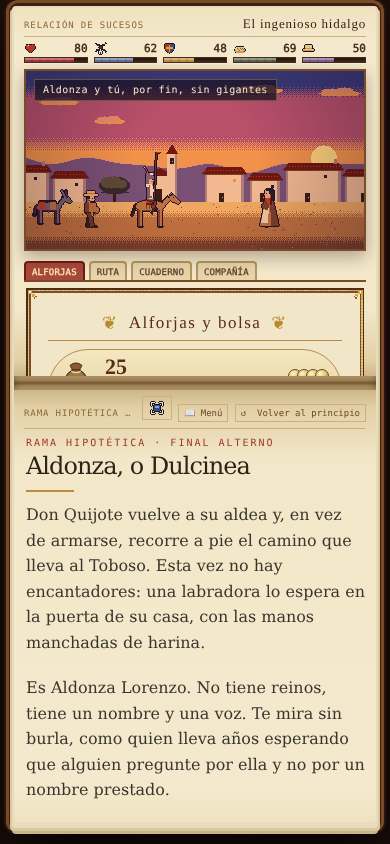 RELACIÓN DE SUCESOS
El ingenioso hidalgo
80 62 48 69 50
Aldonza y tú, por fin, sin gigantes
ALFORJAS RUTA CUADERNO COMPAÑÍA
❦ Alforjas y bolsa ❦
25
RAMA HIPOTÉTICA …
📖 Menú
↺ Volver al principio
RAMA HIPOTÉTICA · FINAL ALTERNO
Aldonza, o Dulcinea
Don Quijote vuelve a su aldea y, en vez
de armarse, recorre a pie el camino que
lleva al Toboso. Esta vez no hay
encantadores: una labradora lo espera en
la puerta de su casa, con las manos
manchadas de harina.
Es Aldonza Lorenzo. No tiene reinos,
tiene un nombre y una voz. Te mira sin
burla, como quien lleva años esperando
que alguien pregunte por ella y no por un
nombre prestado.